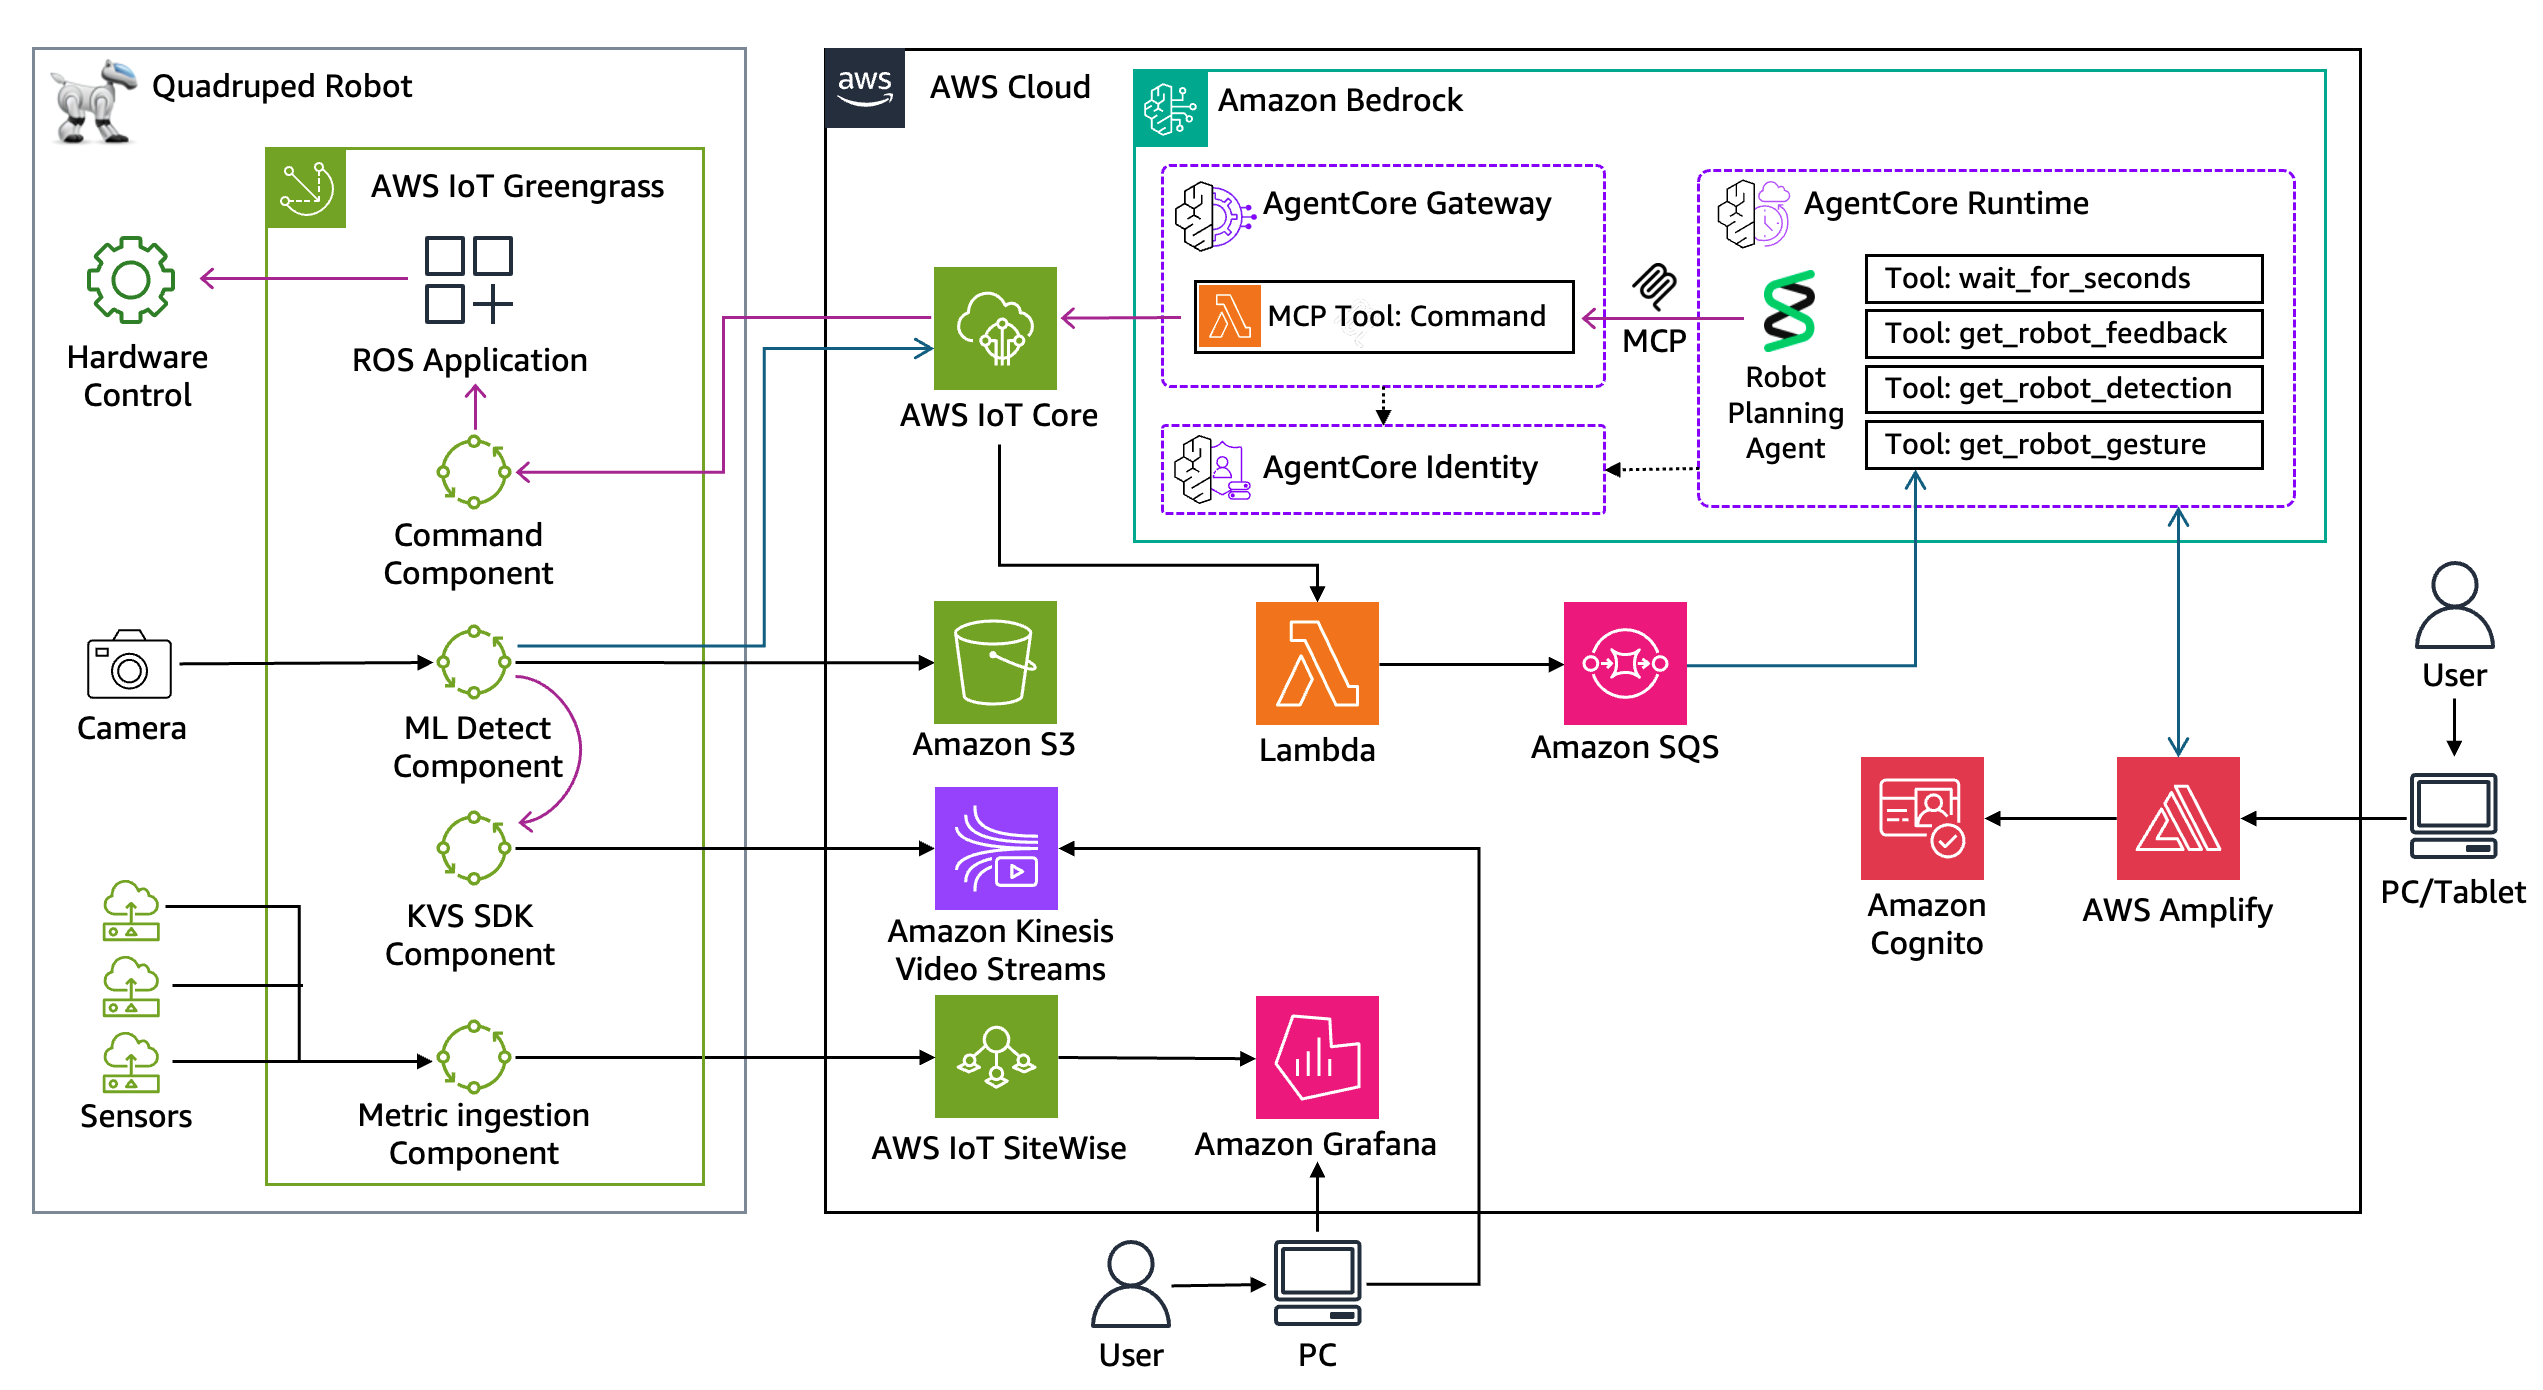 Quadruped Robot
AWS IoT Greengrass
Hardware
Control
ROS Application
Command
Component
Camera
ML Detect
Component
KVS SDK
Component
Sensors
Metric ingestion
Component
aws
AWS Cloud
Amazon Bedrock
AgentCore Gateway
MCP Tool: Command
MCP
AgentCore Runtime
Robot
Planning
Agent
Tool: wait_for_seconds
Tool: get_robot_feedback
Tool: get_robot_detection
Tool: get_robot_gesture
AgentCore Identity
AWS IoT Core
Amazon S3
Lambda
Amazon SQS
Amazon Kinesis
Video Streams
AWS IoT SiteWise
Amazon Grafana
Amazon
Cognito
AWS Amplify
User
PC/Tablet
User
PC